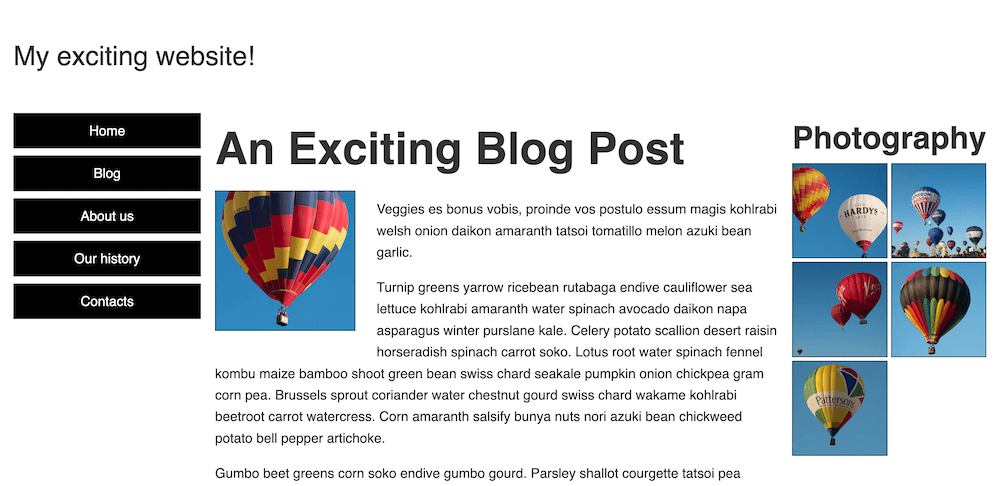 My exciting website!
Home
Blog
About us
Our history
Contacts
An Exciting Blog Post
Veggies es bonus vobis, proinde vos postulo essum magis kohlrabi
welsh onion daikon amaranth tatsoi tomatillo melon azuki bean
garlic.
Turnip greens yarrow ricebean rutabaga endive cauliflower sea
lettuce kohlrabi amaranth water spinach avocado daikon napa
asparagus winter purslane kale. Celery potato scallion desert raisin
horseradish spinach carrot soko. Lotus root water spinach fennel
kombu maize bamboo shoot green bean swiss chard seakale pumpkin onion chickpea gram
corn pea. Brussels sprout coriander water chestnut gourd swiss chard wakame kohlrabi
beetroot carrot watercress. Corn amaranth salsify bunya nuts nori azuki bean chickweed
potato bell pepper artichoke.
Gumbo beet greens corn soko endive gumbo gourd. Parsley shallot courgette tatsoi pea
Photography
HARDYS
Pattersons